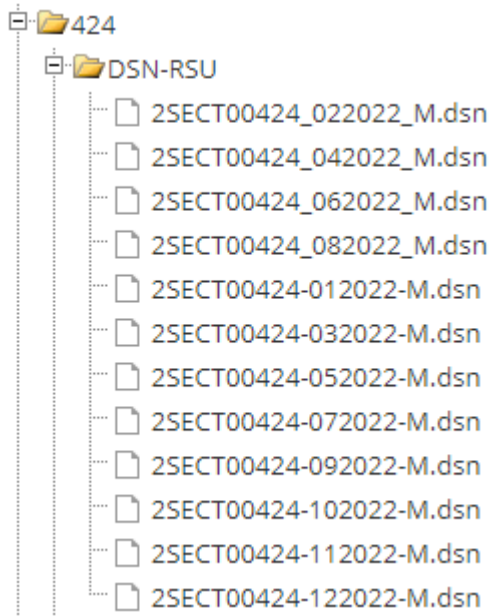 424
DSN-RSU
2SECT00424_022022_M.dsn
2SECT00424_042022_M.dsn
2SECT00424_062022_M.dsn
2SECT00424_082022_M.dsn
2SECT00424-012022-M.dsn
2SECT00424-032022-M.dsn
2SECT00424-052022-M.dsn
2SECT00424-072022-M.dsn
2SECT00424-092022-M.dsn
2SECT00424-102022-M.dsn
2SECT00424-112022-M.dsn
2SECT00424-122022-M.dsn